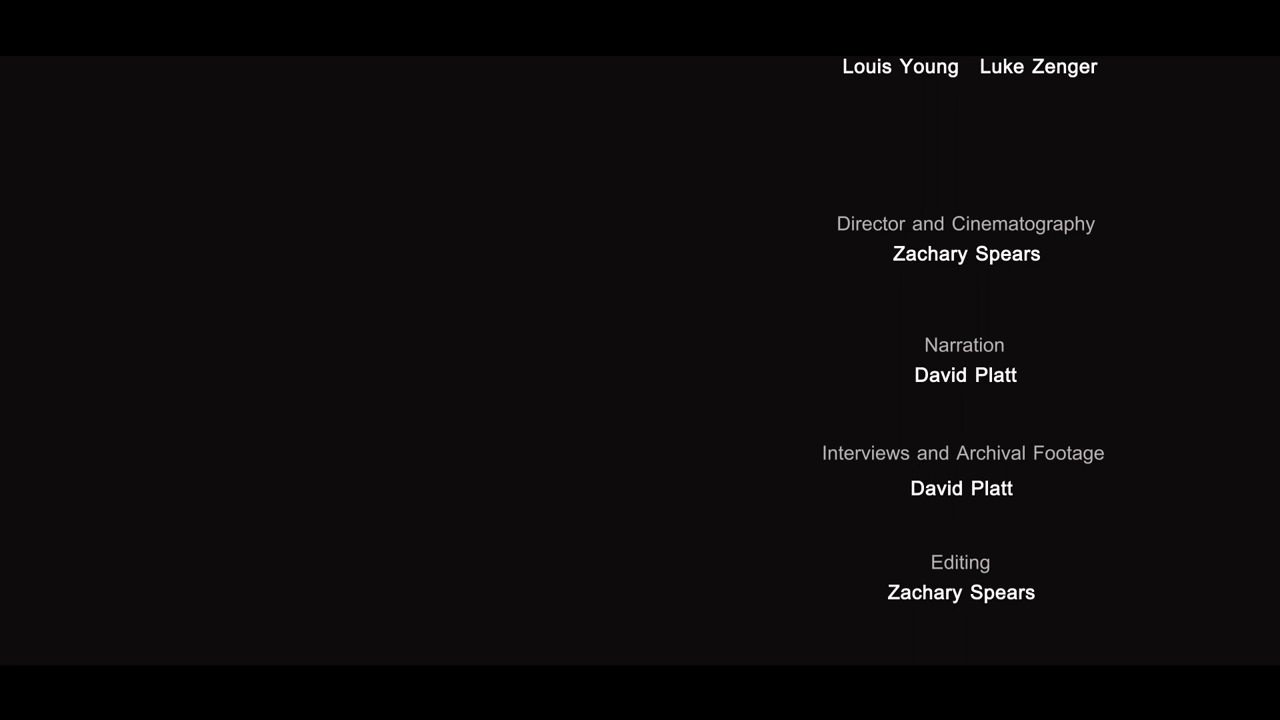 Louis Young Luke Zenger
Director and Cinematography
Zachary Spears
Narration
David Platt
Interviews and Archival Footage
David Platt
Editing
Zachary Spears